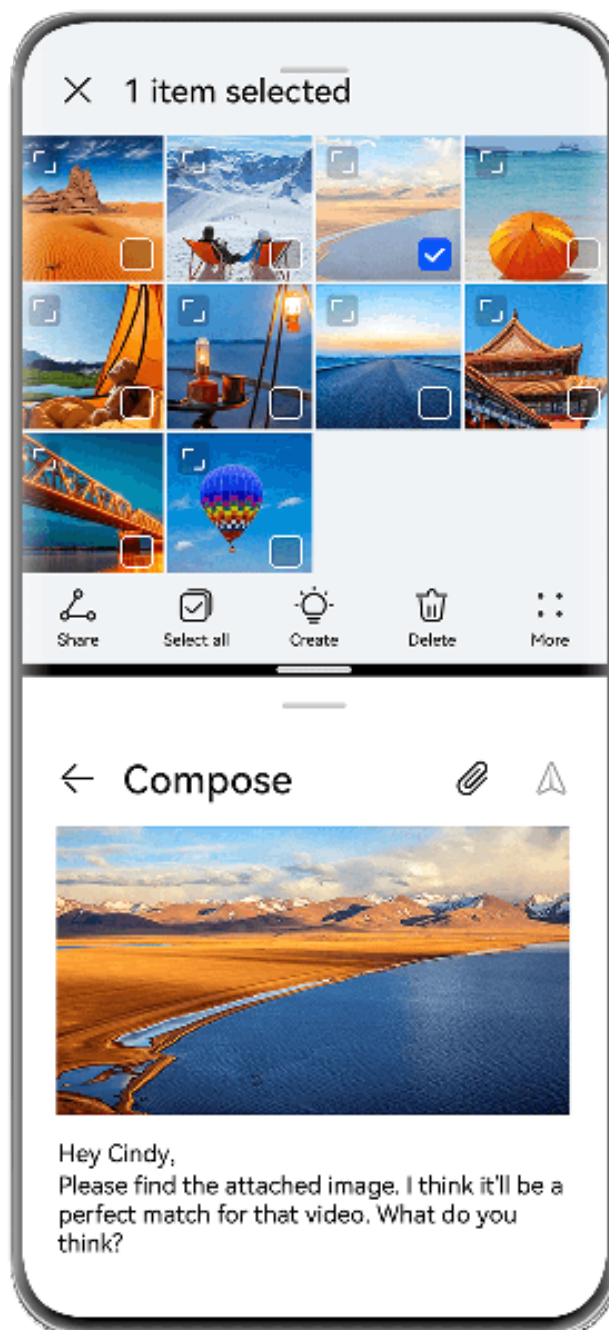 1 item selected
Share
Select all
Create
Delete
More
Compose
Hey Cindy,
Please find the attached image. I think it'll be a
perfect match for that video. What do you
think?